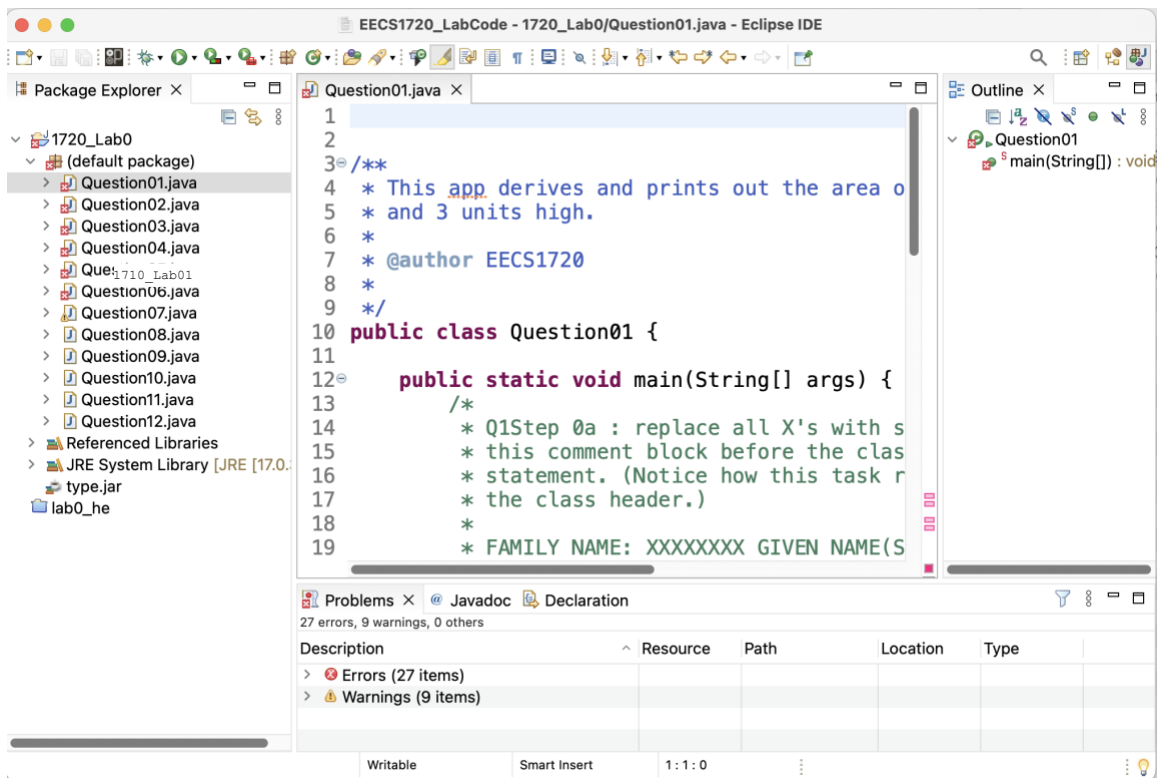 EECS1720_LabCode - 1720_Lab0/Question01.java - Eclipse IDE
Package Explorer
1720_Lab0
(default package)
Question01.java
Question02.java
Question03.java
Question04.java
1710_Lab01
Question06.java
Question07.java
Question08.java
Question09.java
Question10.java
Question11.java
Question12.java
Referenced Libraries
JRE System Library [JRE [17.0.
type.jar
lab0_he
Question01.java
1
2
3 /**
4 * This app derives and prints out the area o
5 * and 3 units high.
6 *
7 * @author EECS1720
8 *
9 */
10 public class Question01 {
11
12 public static void main(String[] args) {
13 /*
14 * Q1Step 0a : replace all X's with s
15 * this comment block before the clas
16 * statement. (Notice how this task r
17 * the class header.)
18 *
19 * FAMILY NAME: XXXXXXXX GIVEN NAME(S
Outline
Question01
main(String[]) : void
Problems @ Javadoc Declaration
27 errors, 9 warnings, 0 others
Description Resource Path Location Type
Errors (27 items)
Warnings (9 items)
Writable Smart Insert 1 : 1 : 0